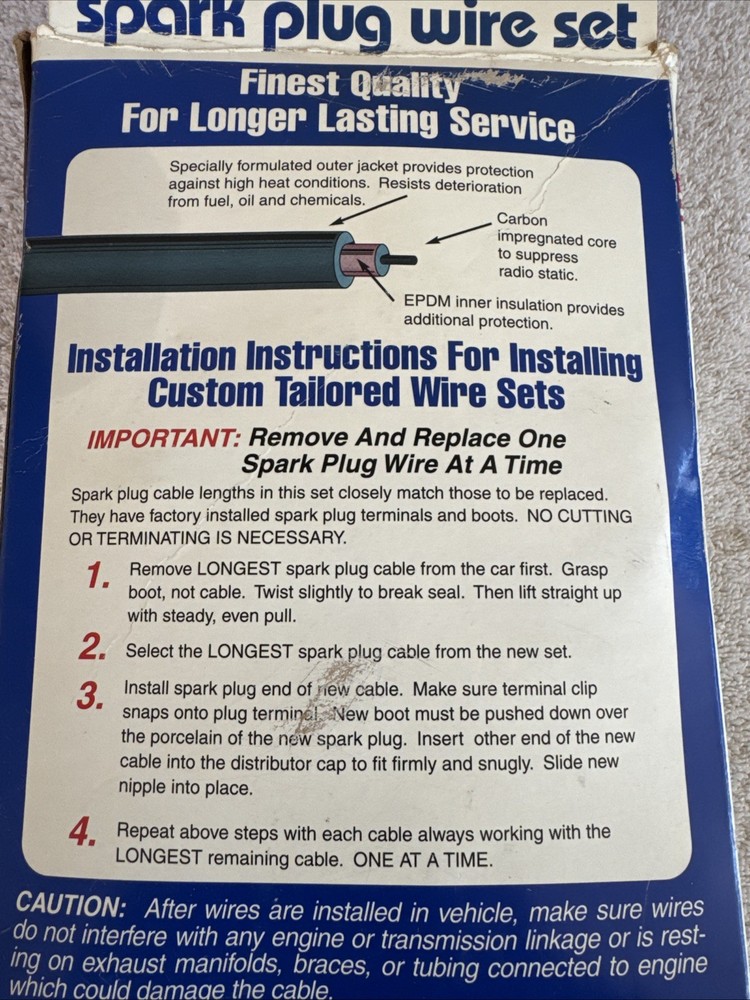 spark plug wire set
Finest Quality
For Longer Lasting Service
Specially formulated outer jacket provides protection
against high heat conditions. Resists deterioration
from fuel, oil and chemicals.
Carbon
impregnated core
to suppress
radio static.
EPDM inner insulation provides
additional protection.
Installation Instructions For Installing
Custom Tailored Wire Sets
IMPORTANT: Remove And Replace One
Spark Plug Wire At A Time
Spark plug cable lengths in this set closely match those to be replaced.
They have factory installed spark plug terminals and boots. NO CUTTING
OR TERMINATING IS NECESSARY.
1. Remove LONGEST spark plug cable from the car first. Grasp
boot, not cable. Twist slightly to break seal. Then lift straight up
with steady, even pull.
2. Select the LONGEST spark plug cable from the new set.
3. Install spark plug end of new cable. Make sure terminal clip
snaps onto plug terminal. New boot must be pushed down over
the porcelain of the new spark plug. Insert other end of the new
cable into the distributor cap to fit firmly and snugly. Slide new
nipple into place.
4. Repeat above steps with each cable always working with the
LONGEST remaining cable. ONE AT A TIME.
CAUTION: After wires are installed in vehicle, make sure wires
do not interfere with any engine or transmission linkage or is rest-
ing on exhaust manifolds, braces, or tubing connected to engine
which could damage the cable.